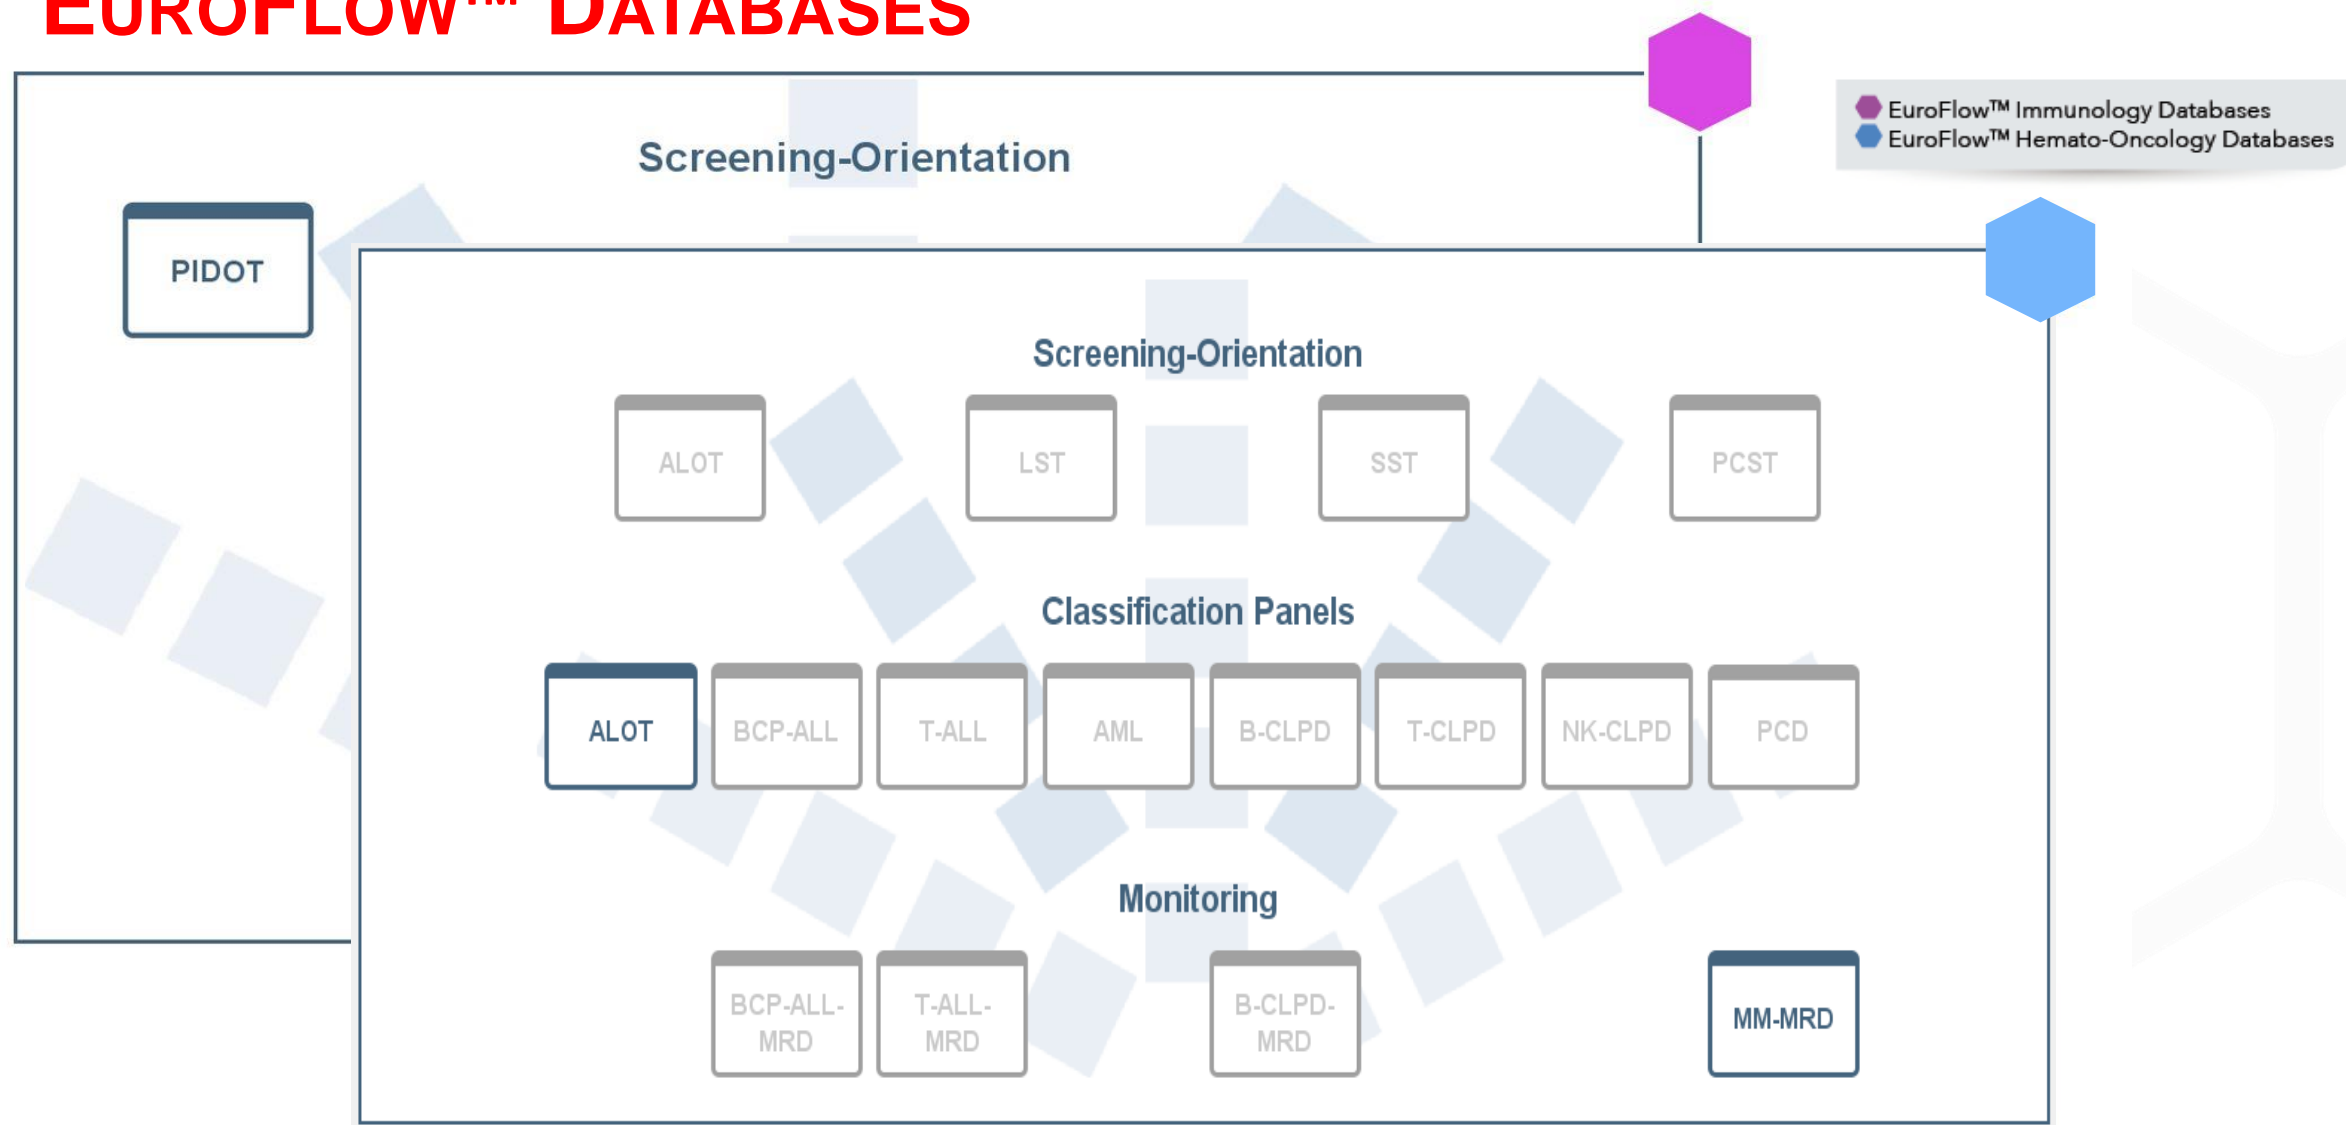 EUROFLOW™ DATABASES
EuroFlow™ Immunology Databases
EuroFlow™ Hemato-Oncology Databases
Screening-Orientation
PIDOT
Screening-Orientation
ALOT
LST
SST
PCST
Classification Panels
ALOT
BCP-ALL
T-ALL
AML
B-CLPD
T-CLPD
NK-CLPD
PCD
Monitoring
BCP-ALL-
MRD
T-ALL-
MRD
B-CLPD-
MRD
MM-MRD